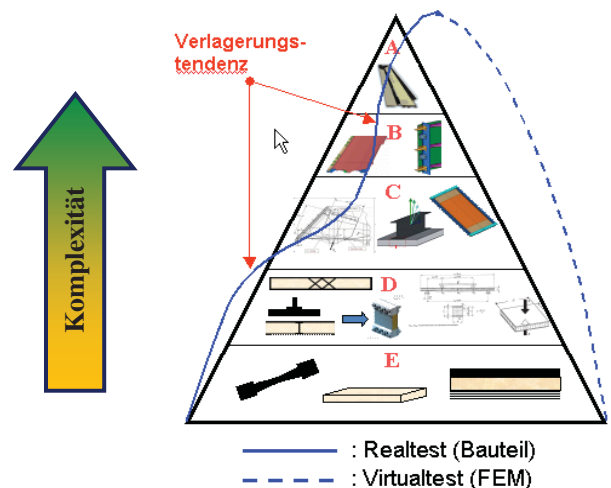 Verlagerungs-
tendenz
A
B
C
D
E
Komplexität
: Realtest (Bauteil)
: Virtualtest (FEM)